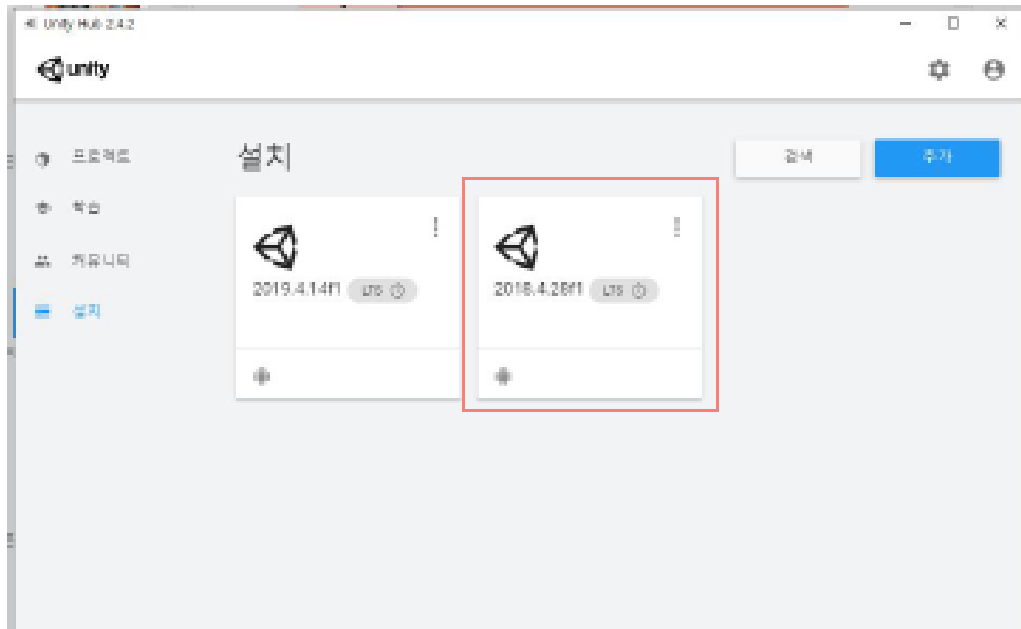 Unity Hub 2.4.2
unity
프로젝트
학습
커뮤니티
설치
설치
검색
추가
2019.4.14f1 LTS
2018.4.28f1 LTS